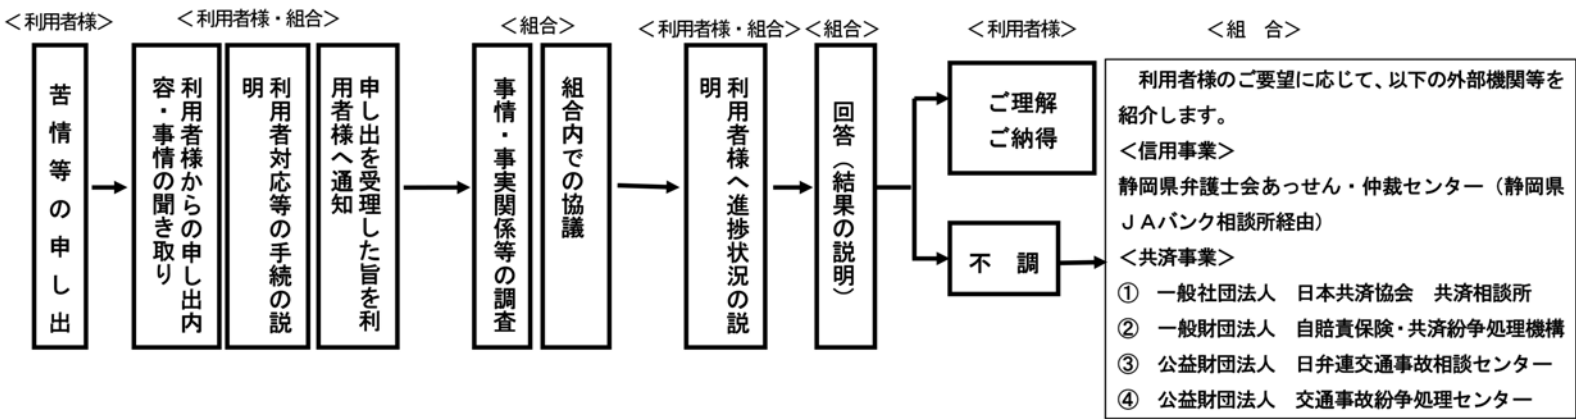 ＜利用者様＞
苦情等の申し出
＜利用者様・組合＞
利用者様からの申し出内
容・事情の聞き取り
利用者対応等の手続の説
明
申し出を受理した旨を利
用者様へ通知
＜組合＞
事情・事実関係等の調査
組合内での協議
＜利用者様・組合＞
利用者様へ進捗状況の説
明
＜組合＞
回答（結果の説明）
＜利用者様＞
ご理解
ご納得
不　調
＜組　合＞
利用者様のご要望に応じて、以下の外部機関等を
紹介します。
＜信用事業＞
静岡県弁護士会あっせん・仲裁センター（静岡県
ＪＡバンク相談所経由）
＜共済事業＞
①　一般社団法人　日本共済協会　共済相談所
②　一般財団法人　自賠責保険・共済紛争処理機構
③　公益財団法人　日弁連交通事故相談センター
④　公益財団法人　交通事故紛争処理センター